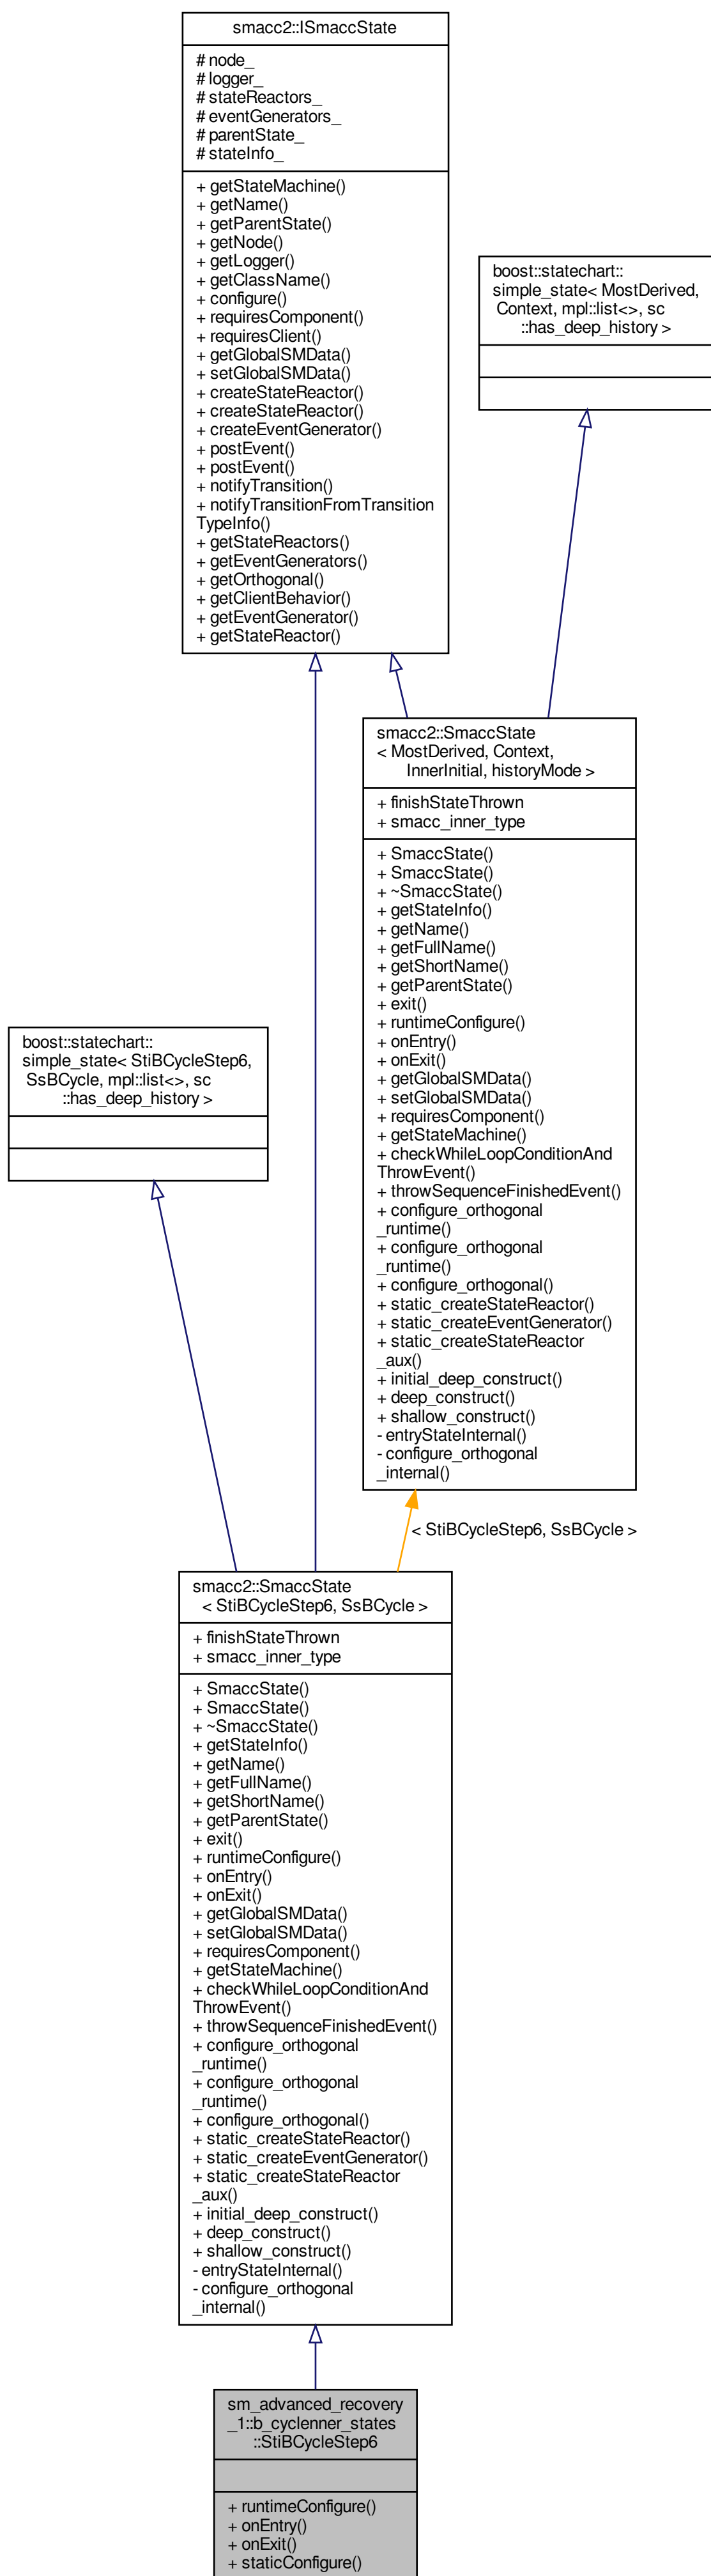 smacc2::ISmaccState
# node_
# logger_
# stateReactors_
# eventGenerators_
# parentState_
# stateInfo_
+ getStateMachine()
+ getName()
+ getParentState()
+ getNode()
+ getLogger()
+ getClassName()
+ configure()
+ requiresComponent()
+ requiresClient()
+ getGlobalSMData()
+ setGlobalSMData()
+ createStateReactor()
+ createStateReactor()
+ createEventGenerator()
+ postEvent()
+ postEvent()
+ notifyTransition()
+ notifyTransitionFromTransition
TypeInfo()
+ getStateReactors()
+ getEventGenerators()
+ getOrthogonal()
+ getClientBehavior()
+ getEventGenerator()
+ getStateReactor()
boost::statechart::
simple_state< MostDerived,
Context, mpl::list<>, sc
::has_deep_history >
smacc2::SmaccState
< MostDerived, Context,
InnerInitial, historyMode >
+ finishStateThrown
+ smacc_inner_type
+ SmaccState()
+ SmaccState()
+ ~SmaccState()
+ getStateInfo()
+ getName()
+ getFullName()
+ getShortName()
+ getParentState()
+ exit()
+ runtimeConfigure()
+ onEntry()
+ onExit()
+ getGlobalSMData()
+ setGlobalSMData()
+ requiresComponent()
+ getStateMachine()
+ checkWhileLoopConditionAnd
ThrowEvent()
+ throwSequenceFinishedEvent()
+ configure_orthogonal
_runtime()
+ configure_orthogonal
_runtime()
+ configure_orthogonal()
+ static_createStateReactor()
+ static_createEventGenerator()
+ static_createStateReactor
_aux()
+ initial_deep_construct()
+ deep_construct()
+ shallow_construct()
- entryStateInternal()
- configure_orthogonal
_internal()
boost::statechart::
simple_state< StiBCycleStep6,
SsBCycle, mpl::list<>, sc
::has_deep_history >
< StiBCycleStep6, SsBCycle >
smacc2::SmaccState
< StiBCycleStep6, SsBCycle >
+ finishStateThrown
+ smacc_inner_type
+ SmaccState()
+ SmaccState()
+ ~SmaccState()
+ getStateInfo()
+ getName()
+ getFullName()
+ getShortName()
+ getParentState()
+ exit()
+ runtimeConfigure()
+ onEntry()
+ onExit()
+ getGlobalSMData()
+ setGlobalSMData()
+ requiresComponent()
+ getStateMachine()
+ checkWhileLoopConditionAnd
ThrowEvent()
+ throwSequenceFinishedEvent()
+ configure_orthogonal
_runtime()
+ configure_orthogonal
_runtime()
+ configure_orthogonal()
+ static_createStateReactor()
+ static_createEventGenerator()
+ static_createStateReactor
_aux()
+ initial_deep_construct()
+ deep_construct()
+ shallow_construct()
- entryStateInternal()
- configure_orthogonal
_internal()
sm_advanced_recovery
_1::b_cyclenner_states
::StiBCycleStep6
+ runtimeConfigure()
+ onEntry()
+ onExit()
+ staticConfigure()